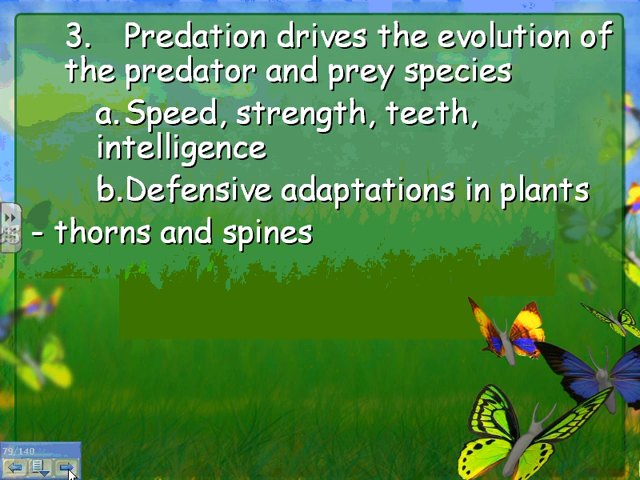 3. Predation drives the evolution of
the predator and prey species
a. Speed, strength, teeth,
intelligence
b. Defensive adaptations in plants
- thorns and spines
79/140